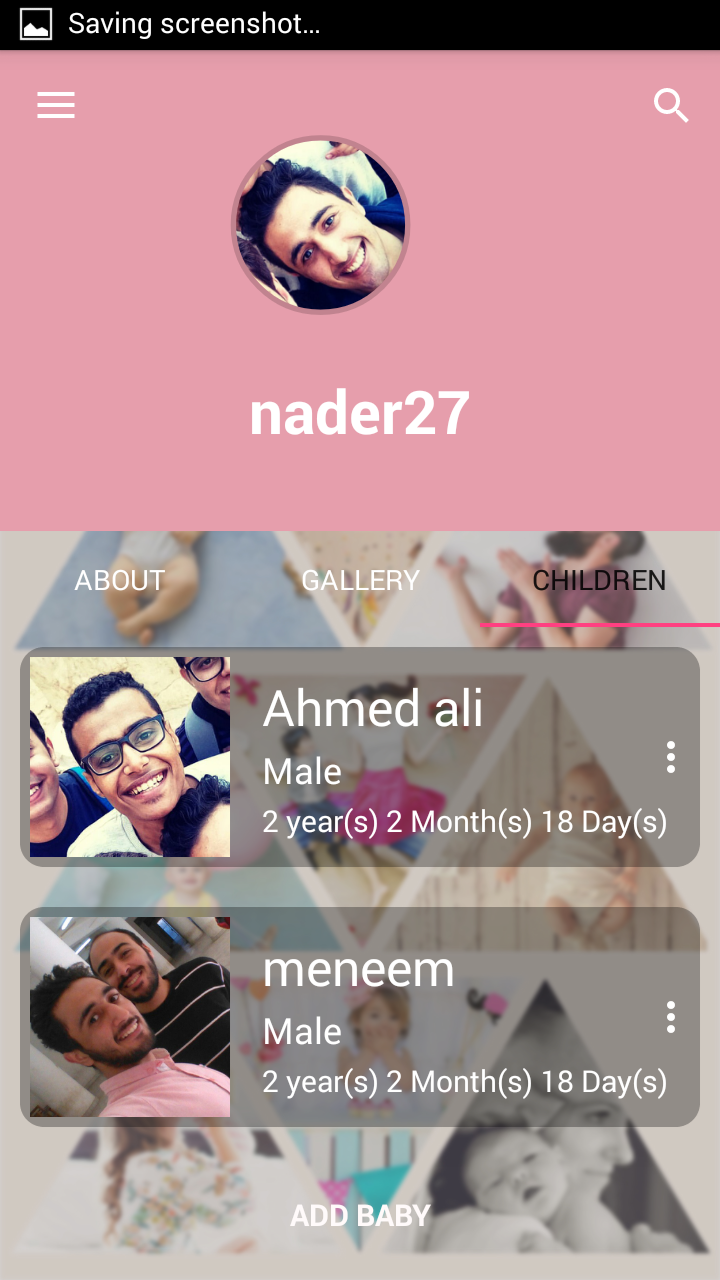 Saving screenshot...
nader27
ABOUT
GALLERY
CHILDREN
Ahmed ali
Male
2 year(s) 2 Month(s) 18 Day(s)
meneem
Male
2 year(s) 2 Month(s) 18 Day(s)
ADD BABY